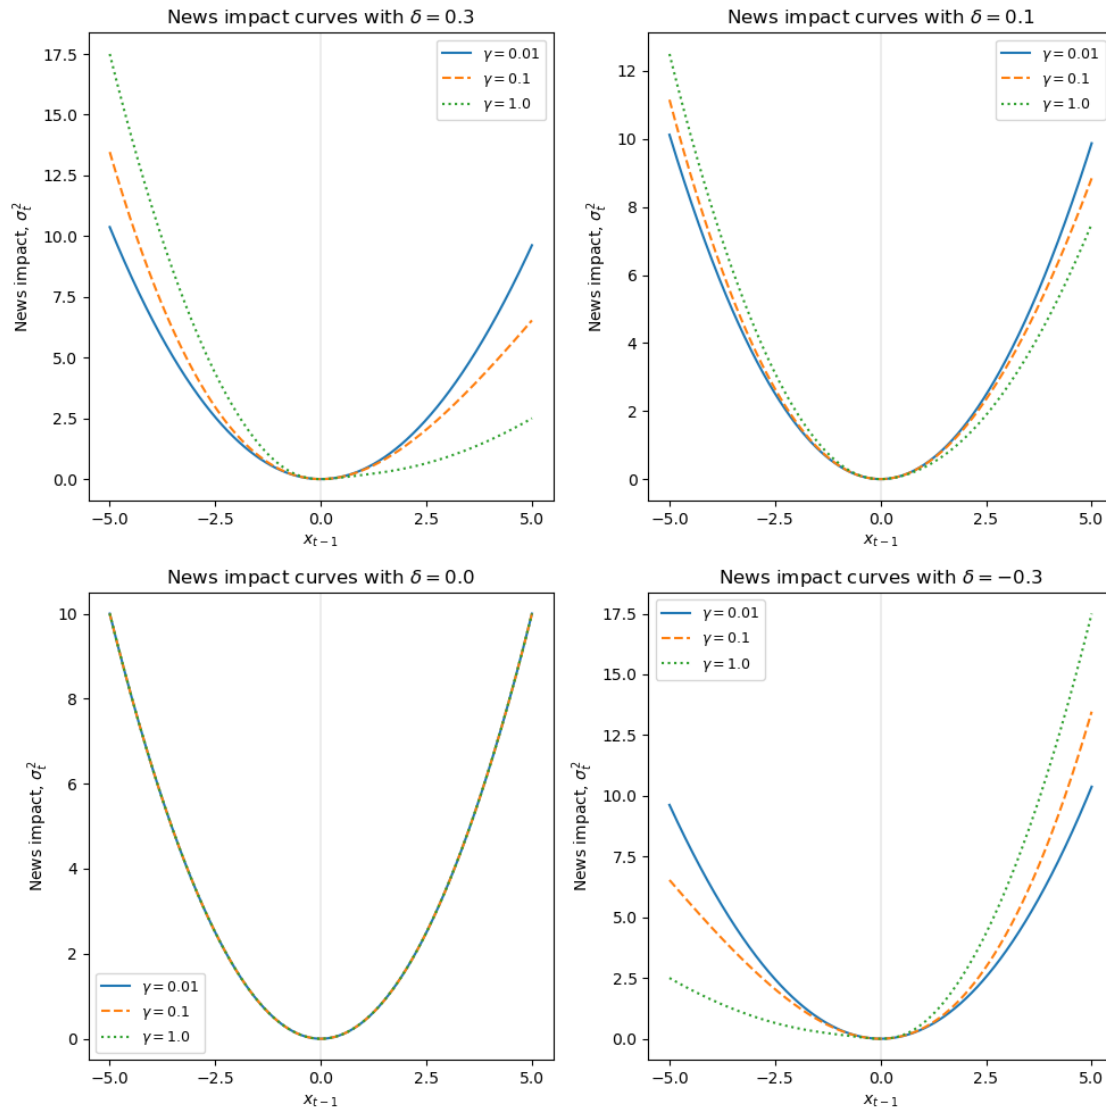 News impact curves with δ = 0.3
News impact, σ_t^2
17.5
15.0
12.5
10.0
7.5
5.0
2.5
0.0
γ = 0.01
γ = 0.1
γ = 1.0
−5.0 −2.5 0.0 2.5 5.0
x_{t−1}
News impact curves with δ = 0.1
News impact, σ_t^2
12
10
8
6
4
2
0
γ = 0.01
γ = 0.1
γ = 1.0
−5.0 −2.5 0.0 2.5 5.0
x_{t−1}
News impact curves with δ = 0.0
News impact, σ_t^2
10
8
6
4
2
0
γ = 0.01
γ = 0.1
γ = 1.0
−5.0 −2.5 0.0 2.5 5.0
x_{t−1}
News impact curves with δ = −0.3
News impact, σ_t^2
17.5
15.0
12.5
10.0
7.5
5.0
2.5
0.0
γ = 0.01
γ = 0.1
γ = 1.0
−5.0 −2.5 0.0 2.5 5.0
x_{t−1}